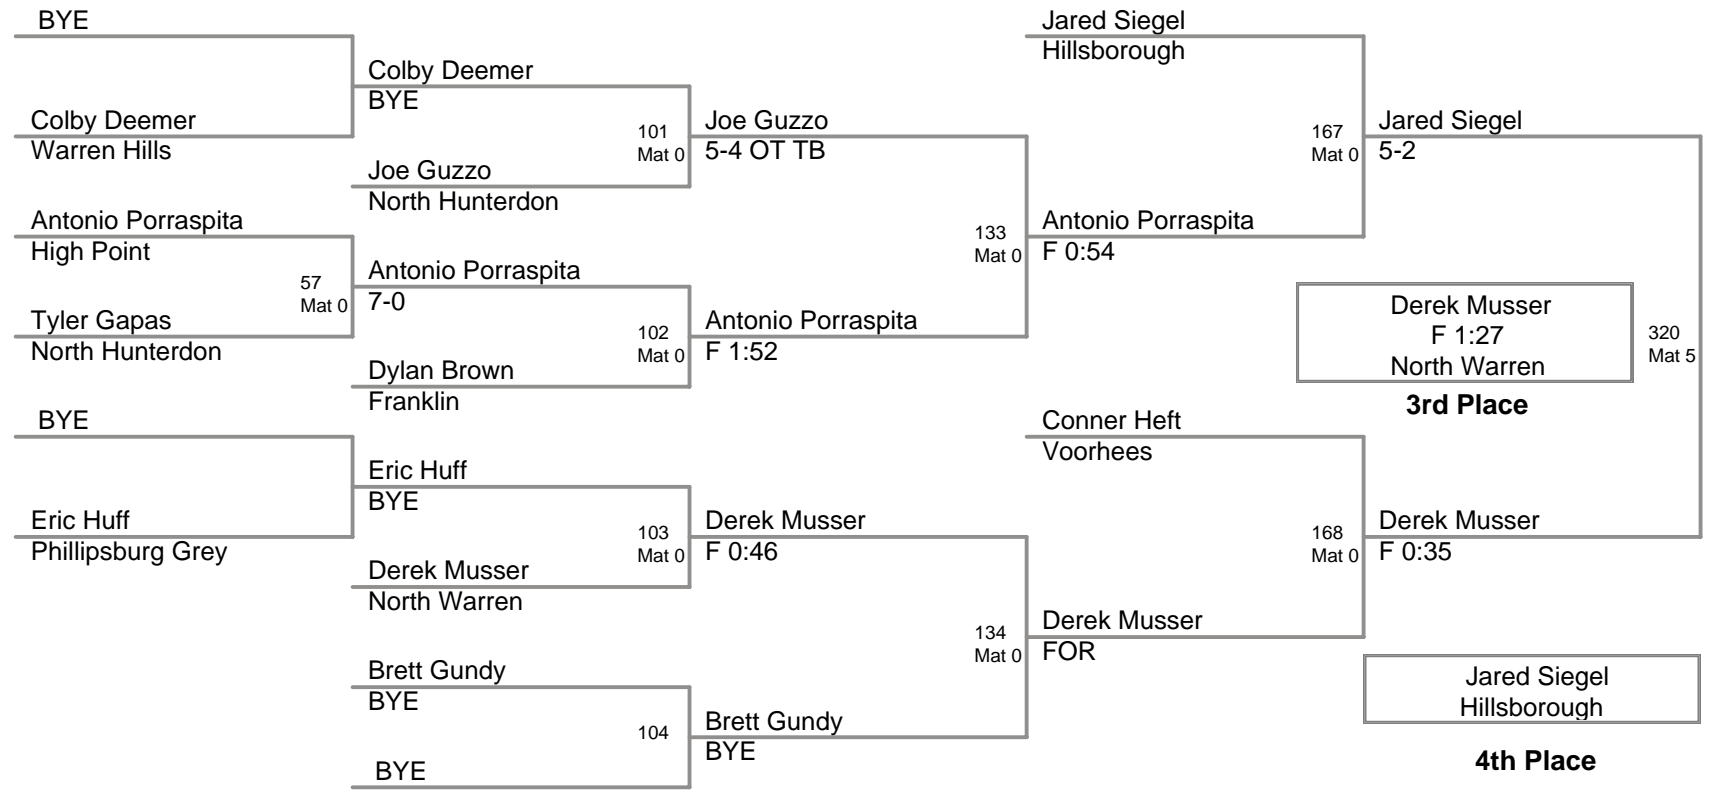 BYE
Colby Deemer
Warren Hills
Antonio Porraspita
High Point
Tyler Gapas
North Hunterdon
BYE
Eric Huff
Phillipsburg Grey
57
Mat 0
Colby Deemer
BYE
Joe Guzzo
North Hunterdon
Antonio Porraspita
7-0
Dylan Brown
Franklin
Eric Huff
BYE
Derek Musser
North Warren
Brett Gundy
BYE
BYE
101
Mat 0
102
Mat 0
103
Mat 0
104
Joe Guzzo
5-4 OT TB
Antonio Porraspita
F 1:52
Derek Musser
F 0:46
Brett Gundy
BYE
133
Mat 0
134
Mat 0
Jared Siegel
Hillsborough
Antonio Porraspita
F 0:54
Conner Heft
Voorhees
Derek Musser
FOR
167
Mat 0
168
Mat 0
Jared Siegel
5-2
Derek Musser
F 0:35
Derek Musser
F 1:27
North Warren
3rd Place
320
Mat 5
Jared Siegel
Hillsborough
4th Place